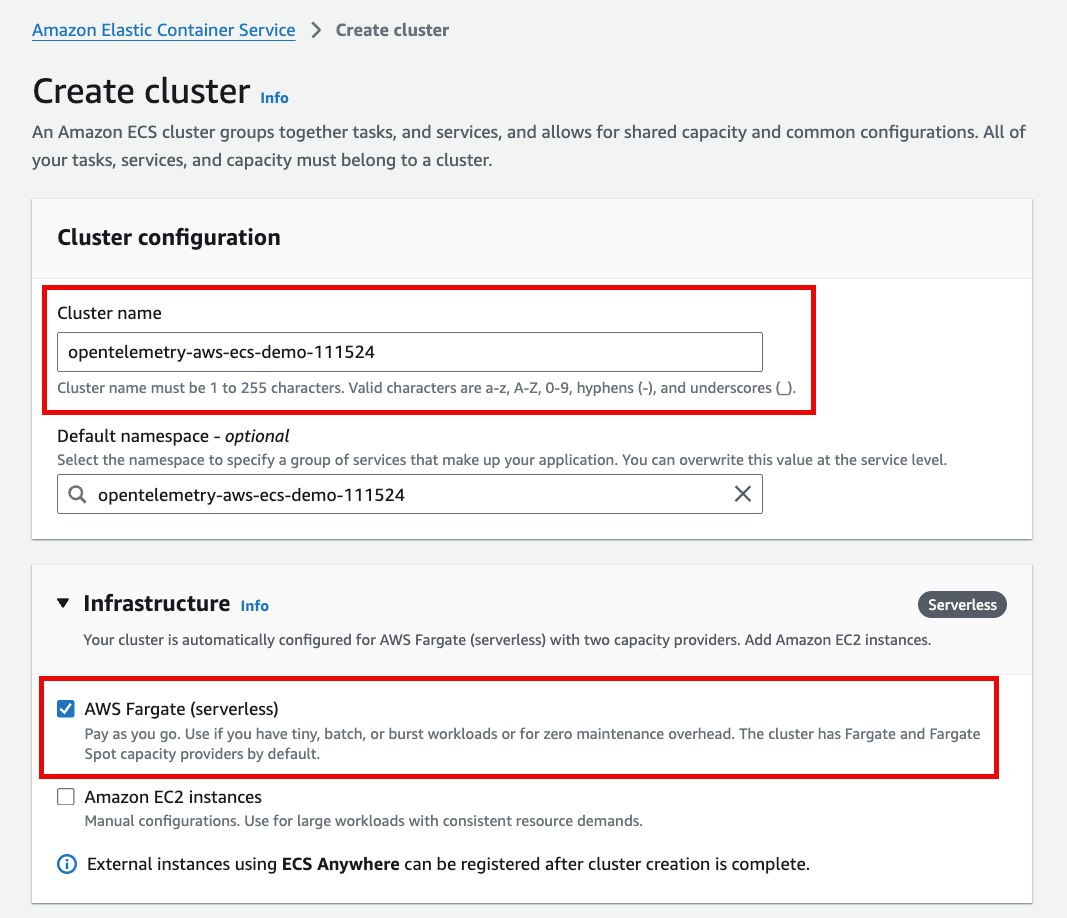 Amazon Elastic Container Service > Create cluster
Create cluster Info
An Amazon ECS cluster groups together tasks, and services, and allows for shared capacity and common configurations. All of
your tasks, services, and capacity must belong to a cluster.
Cluster configuration
Cluster name
opentelemetry-aws-ecs-demo-111524
Cluster name must be 1 to 255 characters. Valid characters are a-z, A-Z, 0-9, hyphens (-), and underscores (_).
Default namespace - optional
Select the namespace to specify a group of services that make up your application. You can overwrite this value at the service level.
opentelemetry-aws-ecs-demo-111524
Infrastructure Info
Serverless
Your cluster is automatically configured for AWS Fargate (serverless) with two capacity providers. Add Amazon EC2 instances.
AWS Fargate (serverless)
Pay as you go. Use if you have tiny, batch, or burst workloads or for zero maintenance overhead. The cluster has Fargate and Fargate
Spot capacity providers by default.
Amazon EC2 instances
Manual configurations. Use for large workloads with consistent resource demands.
External instances using ECS Anywhere can be registered after cluster creation is complete.